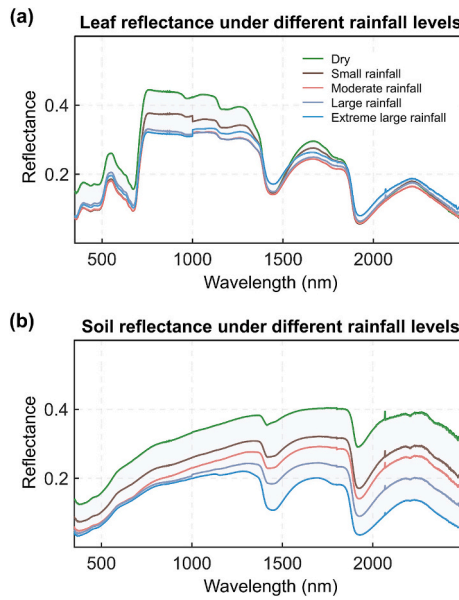 (a) Leaf reflectance under different rainfall levels
Dry
Small rainfall
Moderate rainfall
Large rainfall
Extreme large rainfall
Reflectance
0.4
0.2
500 1000 1500 2000
Wavelength (nm)
(b) Soil reflectance under different rainfall levels
Reflectance
0.4
0.2
500 1000 1500 2000
Wavelength (nm)